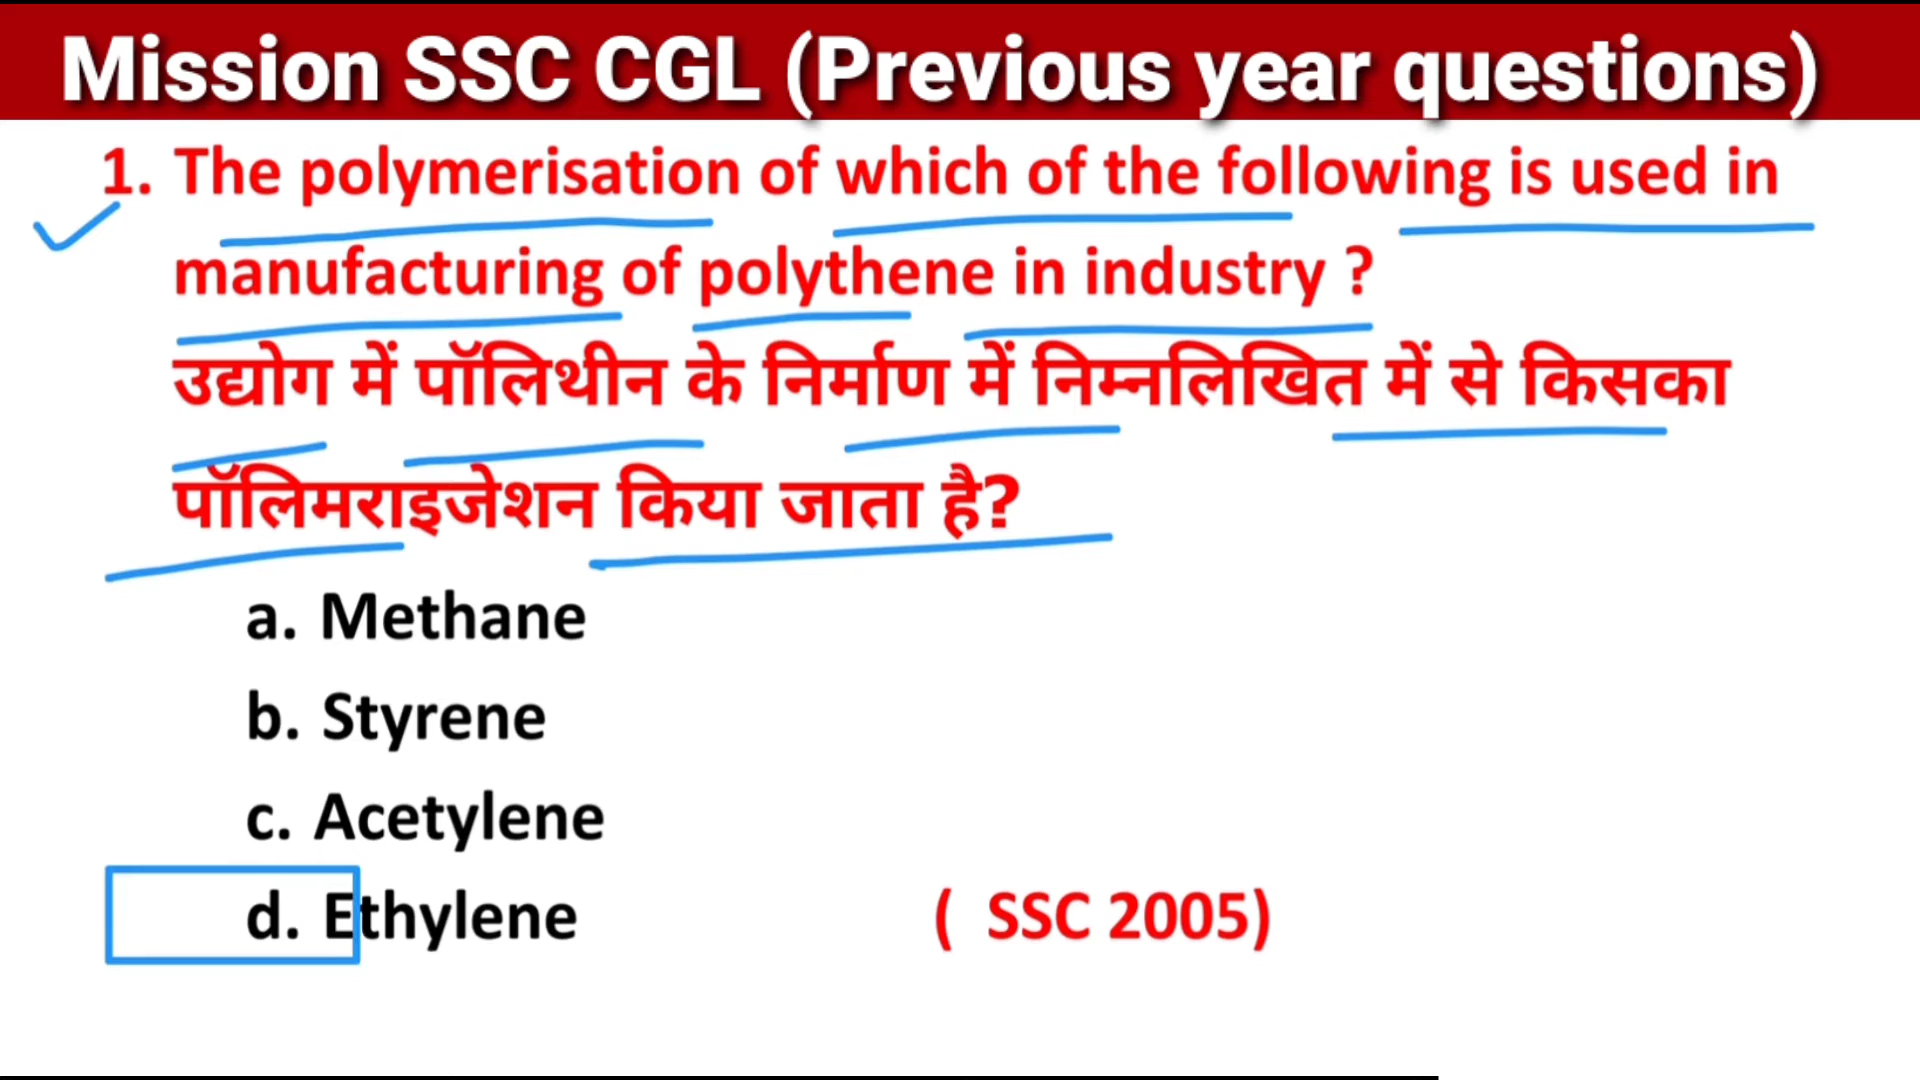 Mission SSC CGL (Previous year questions)
1. The polymerisation of which of the following is used in
manufacturing of polythene in industry ?
उद्योग में पॉलिथीन के निर्माण में निम्नलिखित में से किसका
पॉलिमराइजेशन किया जाता है?
a. Methane
b. Styrene
c. Acetylene
d. Ethylene ( SSC 2005)